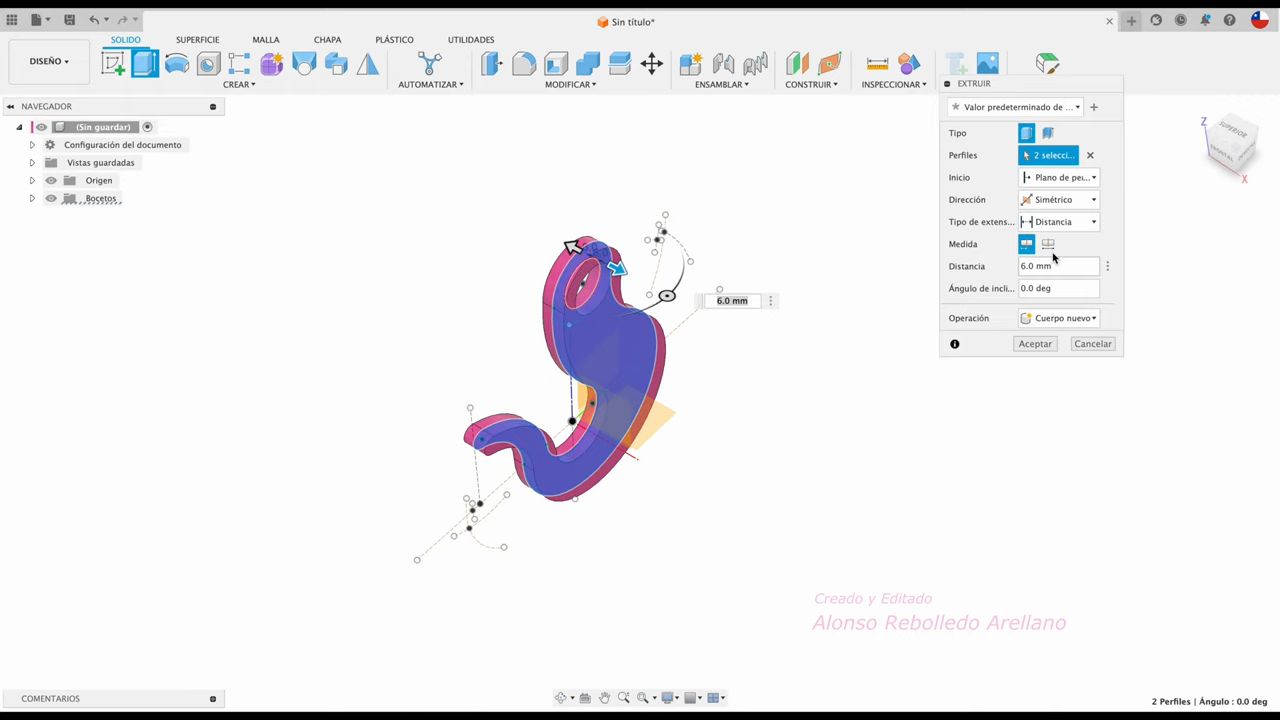 Sin título*
DISEÑO
SOLIDO
SUPERFICIE
MALLA
CHAPA
PLÁSTICO
UTILIDADES
CREAR
AUTOMATIZAR
MODIFICAR
ENSAMBLAR
CONSTRUIR
INSPECCIONAR
NAVEGADOR
(Sin guardar)
Configuración del documento
Vistas guardadas
Origen
Bocetos
EXTRUIR
Valor predeterminado de ...
Tipo
Perfiles
2 selecci...
Inicio
Plano de pe...
Dirección
Simétrico
Tipo de extens...
Distancia
Medida
Distancia
6.0 mm
Ángulo de incli...
0.0 deg
Operación
Cuerpo nuevo
Aceptar
Cancelar
Z
SUPERIOR
X
6.0 mm
Creado y Editado
Alonso Rebolledo Arellano
COMENTARIOS
2 Perfiles | Ángulo : 0.0 deg